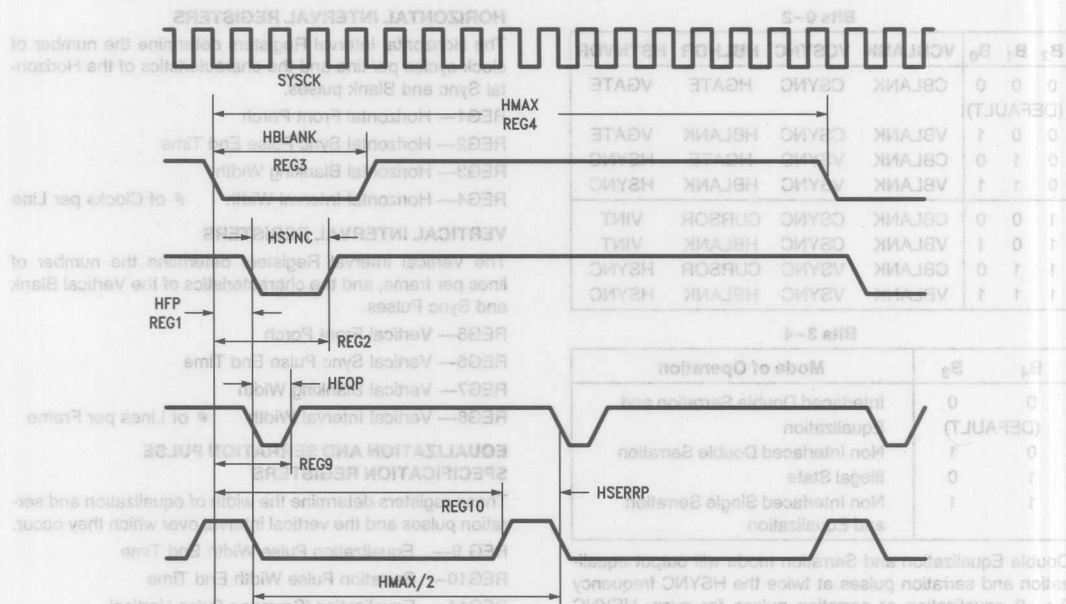 SYSCK
HMAX
REG4
HBLANK
REG3
HSYNC
HFP
REG1
REG2
HEQP
REG9
HSERRP
REG10
HMAX/2
Bits 0–2
B2 B1 B0 VCBLANK VCSYNC HBLHGR HSYNVDR
0 0 0 CBLANK CSYNC HGATE VGATE
(DEFAULT)
0 0 1 VBLANK CSYNC HBLANK VGATE
0 1 0 CBLANK VSYNC HGATE HSYNC
0 1 1 VBLANK VSYNC HBLANK HSYNC
1 0 0 CBLANK CSYNC CURSOR VINT
1 0 1 VBLANK CSYNC HBLANK VINT
1 1 0 CBLANK VSYNC CURSOR HSYNC
1 1 1 VBLANK VSYNC HBLANK HSYNC
Bits 3–4
B4 B3 Mode of Operation
0 0 Interlaced Double Serration and
(DEFAULT) Equalization
0 1 Non Interlaced Double Serration
1 0 Illegal State
1 1 Non Interlaced Single Serration
and Equalization
Double Equalization and Serration mode will output equali-
zation and serration pulses at twice the HSYNC frequency
HORIZONTAL INTERVAL REGISTERS
The Horizontal Interval Registers determine the number of
clock cycles per line and the characteristics of the Horizon-
tal Sync and Blank pulses.
REG1— Horizontal Front Porch
REG2— Horizontal Sync Pulse End Time
REG3— Horizontal Blanking Width
REG4— Horizontal Interval Width # of Clocks per Line
VERTICAL INTERVAL REGISTERS
The Vertical Interval Registers determine the number of
lines per frame, and the characteristics of the Vertical Blank
and Sync Pulses.
REG5— Vertical Front Porch
REG6— Vertical Sync Pulse End Time
REG7— Vertical Blanking Width
REG8— Vertical Interval Width # of Lines per Frame
EQUALIZATION AND SERRATION PULSE
SPECIFICATION REGISTERS
These registers determine the width of equalization and ser-
ration pulses and the vertical interval over which they occur.
REG 9— Equalization Pulse Width End Time
REG10— Serration Pulse Width End Time